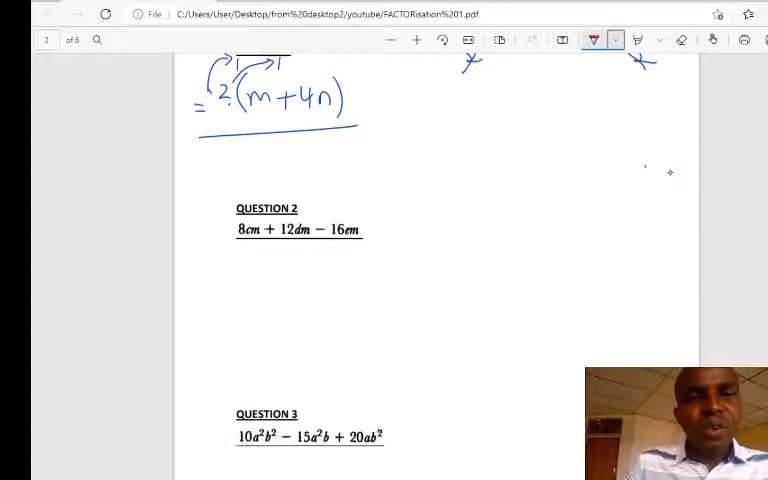 File
C:/Users/User/Desktop/from%20desktop2/youtube/FACTORisation%201.pdf
2 of 6
= 2(m+4n)
QUESTION 2
8cm + 12dm − 16em
QUESTION 3
10a²b² − 15a²b + 20ab²